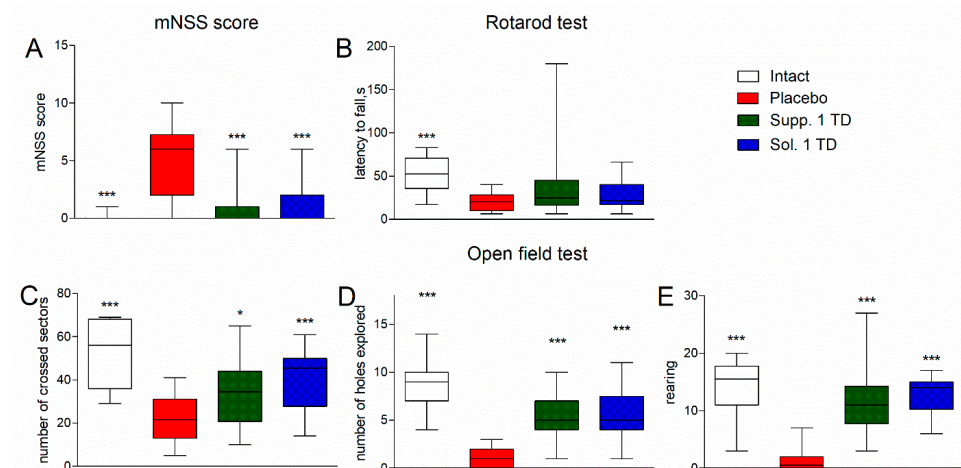 mNSS score
Rotarod test
A
B
mNSS score
15
10
5
0
***
***
***
latency to fall,s
200
150
100
50
0
***
Intact
Placebo
Supp. 1 TD
Sol. 1 TD
Open field test
C
D
E
number of crossed sectors
80
60
40
20
0
***
*
***
number of holes explored
15
10
5
0
***
***
***
rearing
30
20
10
0
***
***
***